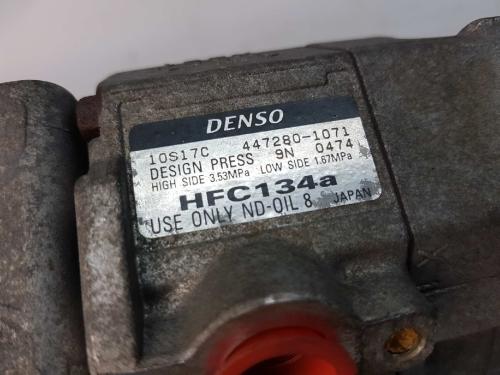 DENSO
10S17C 447280-1071
DESIGN PRESS 9N 0474
HIGH SIDE 3.53MPa LOW SIDE 1.67MPa
HFC134a
USE ONLY ND-OIL 8 JAPAN